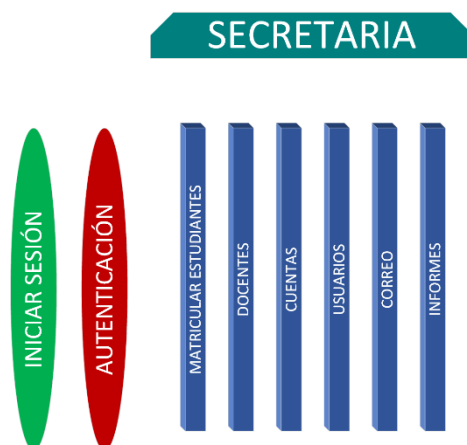 SECRETARIA
INICIAR SESIÓN
AUTENTICACIÓN
MATRICULAR ESTUDIANTES
DOCENTES
CUENTAS
USUARIOS
CORREO
INFORMES